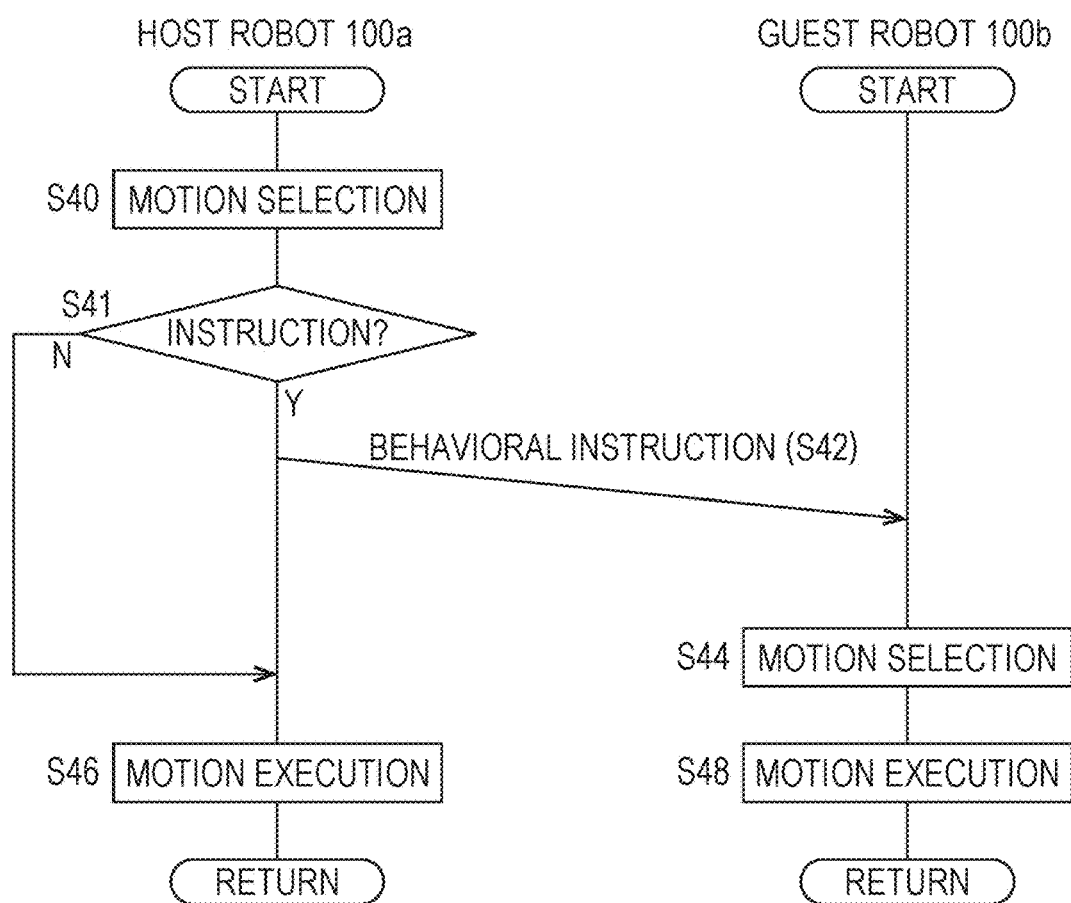 HOST ROBOT 100a
GUEST ROBOT 100b
START
START
S40
MOTION SELECTION
S41
INSTRUCTION?
N
Y
BEHAVIORAL INSTRUCTION (S42)
S44
MOTION SELECTION
S46
MOTION EXECUTION
S48
MOTION EXECUTION
RETURN
RETURN